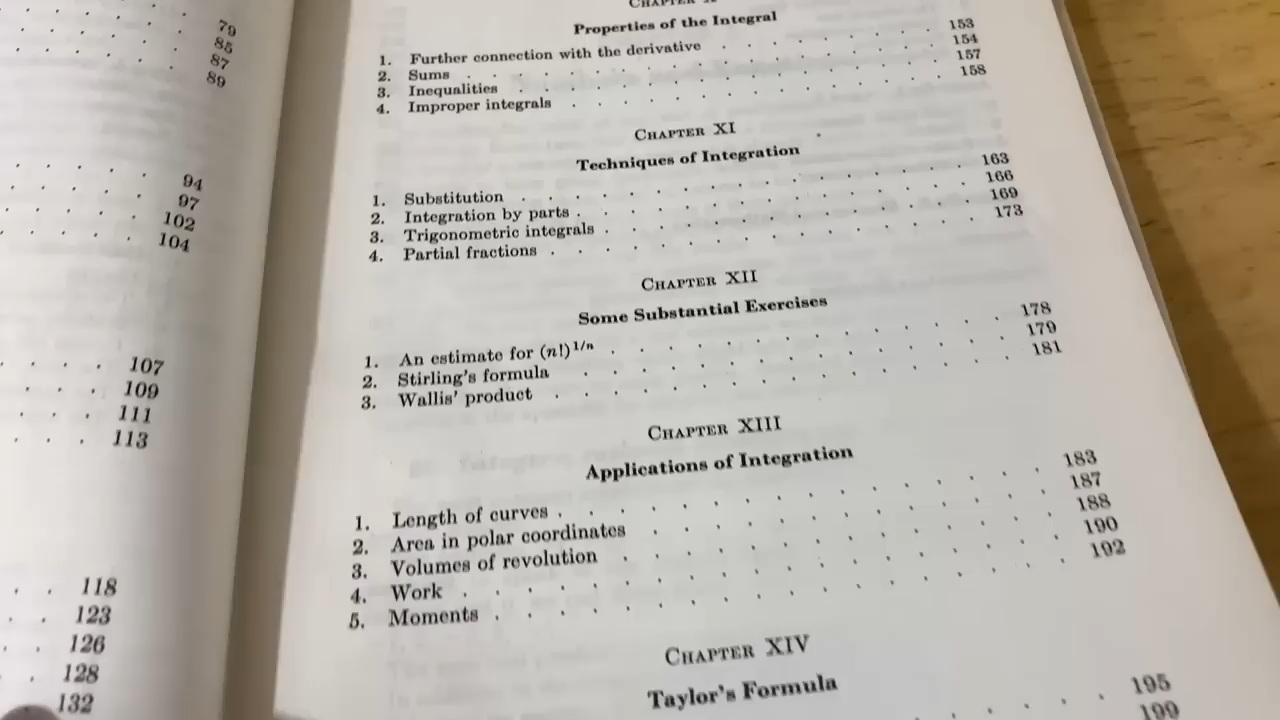 79
85
87
89
94
97
102
104
107
109
111
113
118
123
126
128
132
CHAPTER X
Properties of the Integral
1. Further connection with the derivative . . . . . . . . 153
2. Sums . . . . . . . . . . . . . . . . 154
3. Inequalities . . . . . . . . . . . . . . 157
4. Improper integrals . . . . . . . . . . . . 158
CHAPTER XI
Techniques of Integration
1. Substitution . . . . . . . . . . . . . . 163
2. Integration by parts . . . . . . . . . . . . 166
3. Trigonometric integrals . . . . . . . . . . . 169
4. Partial fractions . . . . . . . . . . . . . 173
CHAPTER XII
Some Substantial Exercises
1. An estimate for (n!)^1/n . . . . . . . . . . . 178
2. Stirling's formula . . . . . . . . . . . . 179
3. Wallis' product . . . . . . . . . . . . . 181
CHAPTER XIII
Applications of Integration
1. Length of curves . . . . . . . . . . . . . 183
2. Area in polar coordinates . . . . . . . . . . 187
3. Volumes of revolution . . . . . . . . . . . 188
4. Work . . . . . . . . . . . . . . . . 190
5. Moments . . . . . . . . . . . . . . . 192
CHAPTER XIV
Taylor's Formula
195
199